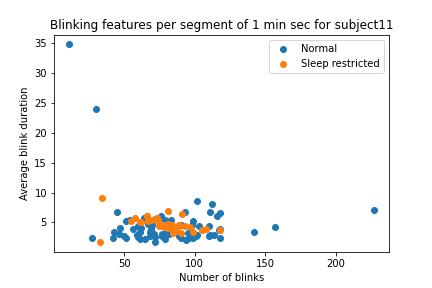 Blinking features per segment of 1 min sec for subject11
Normal
Sleep restricted
Average blink duration
35
30
25
20
15
10
5
50
100
150
200
Number of blinks